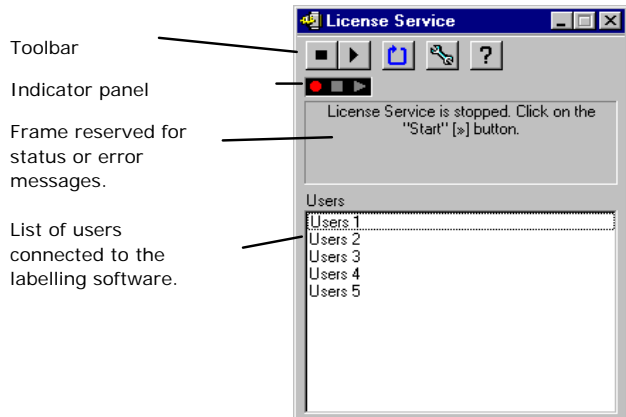 License Service
Toolbar
?
Indicator panel
Frame reserved for
status or error
messages.
License Service is stopped. Click on the
"Start" [»] button.
List of users
connected to the
labelling software.
Users
Users 1
Users 2
Users 3
Users 4
Users 5